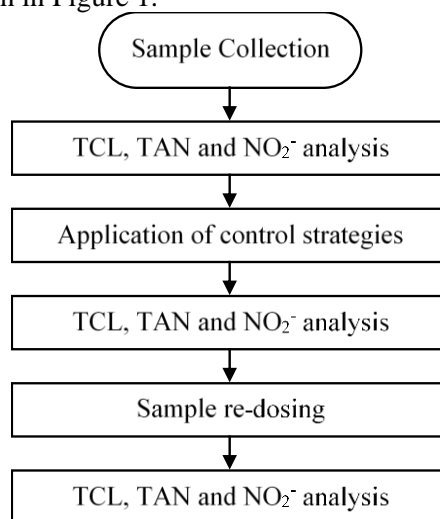 n in Figure 1.
Sample Collection
TCL, TAN and NO₂⁻ analysis
Application of control strategies
TCL, TAN and NO₂⁻ analysis
Sample re-dosing
TCL, TAN and NO₂⁻ analysis